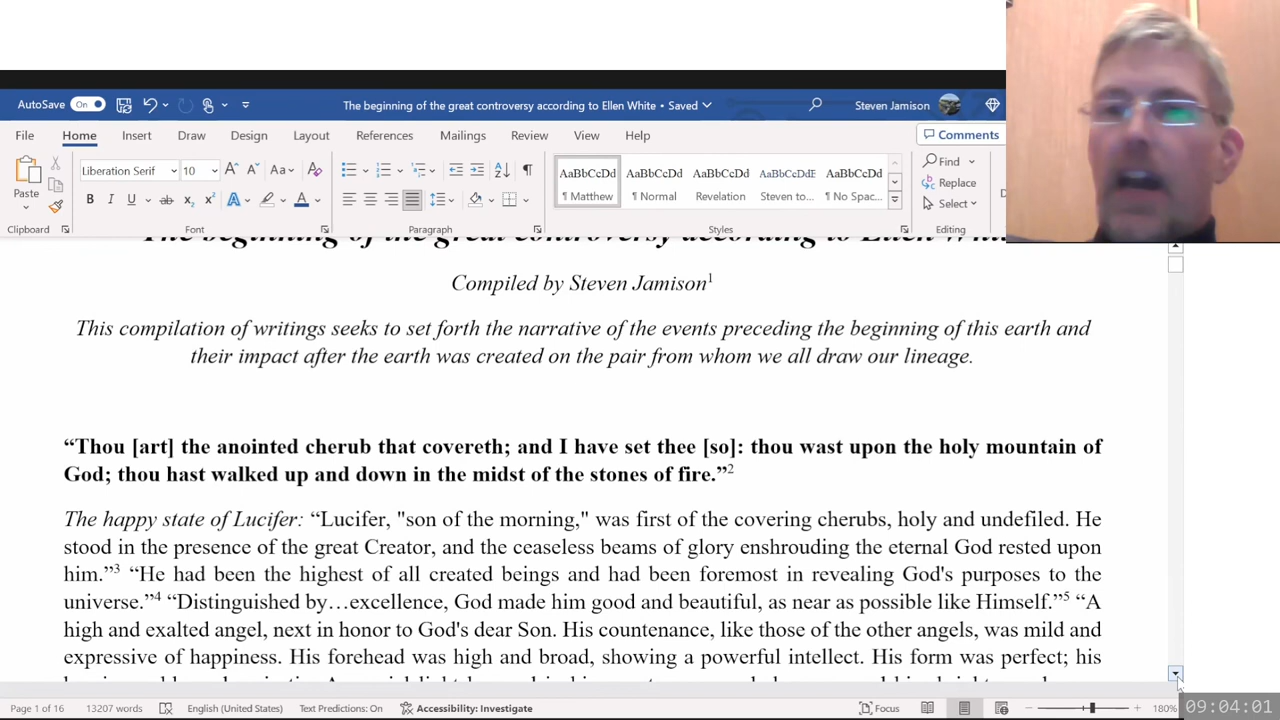 AutoSave On The beginning of the great controversy according to Ellen White • Saved Steven Jamison
File Home Insert Draw Design Layout References Mailings Review View Help Comments
Paste
Liberation Serif 10 Aa
B I U ab x₂ x² A A
AaBbCcDd AaBbCcDd AaBbCcDd AaBbCcDdE AaBbCcDd
¶ Matthew ¶ Normal Revelation Steven to... ¶ No Spac...
Find
Replace
Select
Clipboard Font Paragraph Styles Editing
The beginning of the great controversy according to Ellen
Compiled by Steven Jamison¹
This compilation of writings seeks to set forth the narrative of the events preceding the beginning of this earth and
their impact after the earth was created on the pair from whom we all draw our lineage.
“Thou [art] the anointed cherub that covereth; and I have set thee [so]: thou wast upon the holy mountain of
God; thou hast walked up and down in the midst of the stones of fire.”²
The happy state of Lucifer: “Lucifer, "son of the morning," was first of the covering cherubs, holy and undefiled. He
stood in the presence of the great Creator, and the ceaseless beams of glory enshrouding the eternal God rested upon
him.”³ “He had been the highest of all created beings and had been foremost in revealing God's purposes to the
universe.”⁴ “Distinguished by…excellence, God made him good and beautiful, as near as possible like Himself.”⁵ “A
high and exalted angel, next in honor to God's dear Son. His countenance, like those of the other angels, was mild and
expressive of happiness. His forehead was high and broad, showing a powerful intellect. His form was perfect; his
Page 1 of 16 13207 words English (United States) Text Predictions: On Accessibility: Investigate Focus 180%
09:04:01